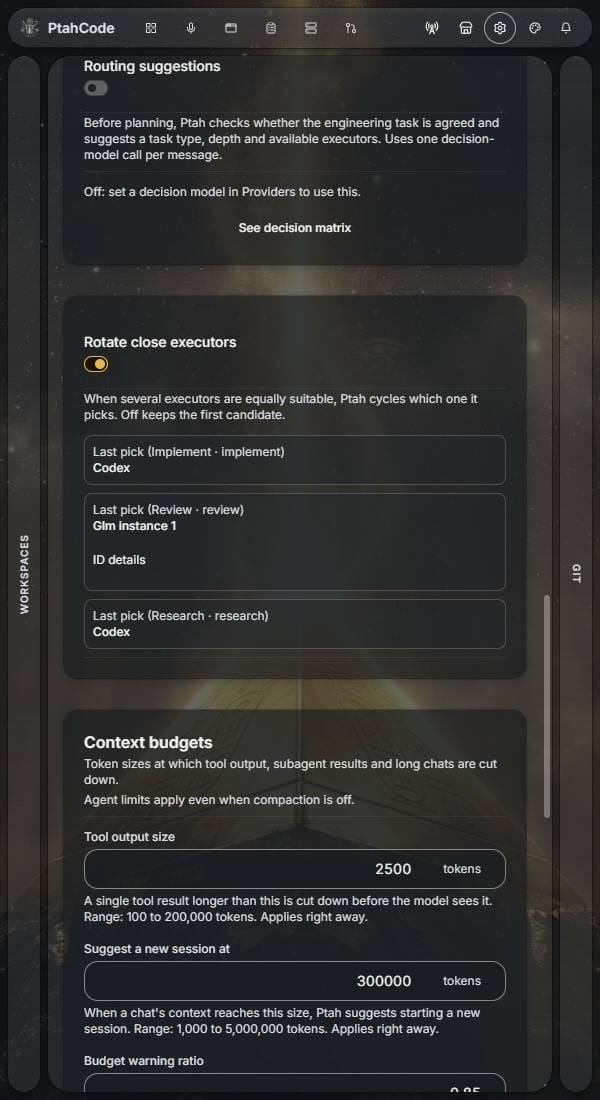 PtahCode
Routing suggestions
Before planning, Ptah checks whether the engineering task is agreed and
suggests a task type, depth and available executors. Uses one decision-
model call per message.
Off: set a decision model in Providers to use this.
See decision matrix
Rotate close executors
When several executors are equally suitable, Ptah cycles which one it
picks. Off keeps the first candidate.
Last pick (Implement · implement)
Codex
Last pick (Review · review)
Glm instance 1
ID details
Last pick (Research · research)
Codex
WORKSPACES
GIT
Context budgets
Token sizes at which tool output, subagent results and long chats are cut
down.
Agent limits apply even when compaction is off.
Tool output size
2500 tokens
A single tool result longer than this is cut down before the model sees it.
Range: 100 to 200,000 tokens. Applies right away.
Suggest a new session at
300000 tokens
When a chat's context reaches this size, Ptah suggests starting a new
session. Range: 1,000 to 5,000,000 tokens. Applies right away.
Budget warning ratio